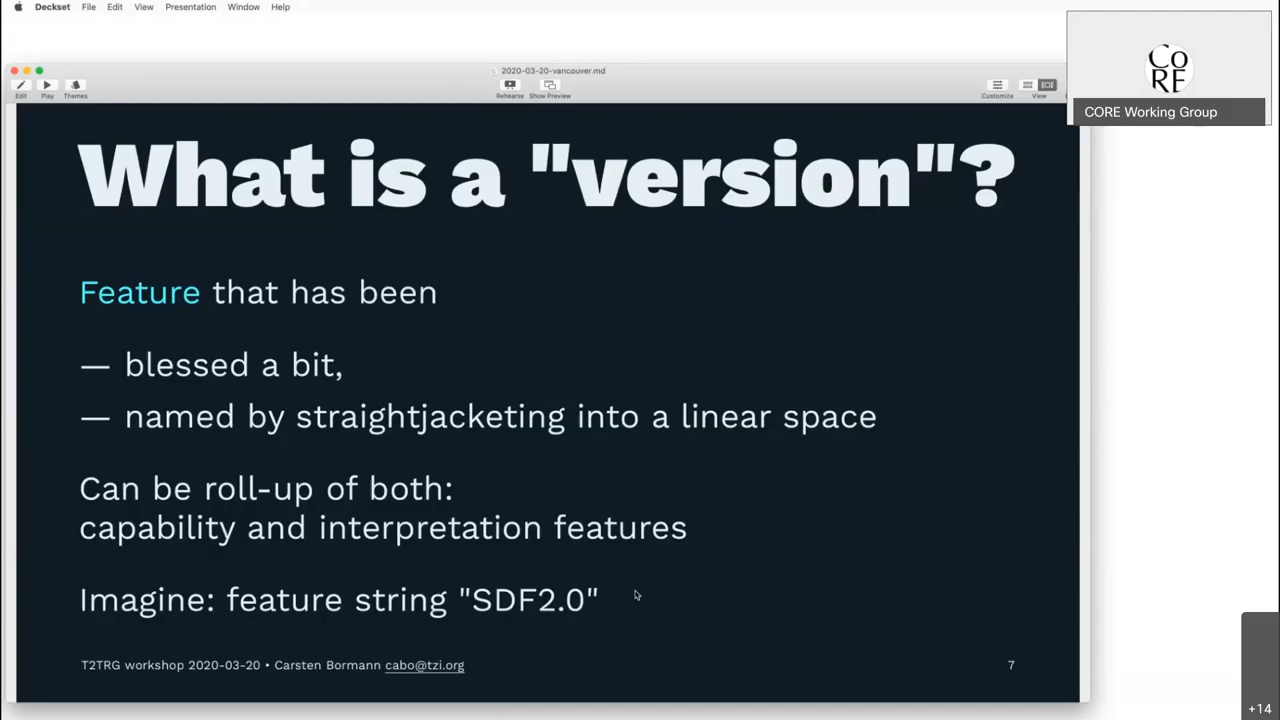 Deckset File Edit View Presentation Window Help
2020-03-20-vancouver.md
Edit Play Themes Rehearse Show Preview Customize View
CO
RE
CORE Working Group
What is a "version"?
Feature that has been
— blessed a bit,
— named by straightjacketing into a linear space
Can be roll-up of both:
capability and interpretation features
Imagine: feature string "SDF2.0"
T2TRG workshop 2020-03-20 • Carsten Bormann cabo@tzi.org
7
+14